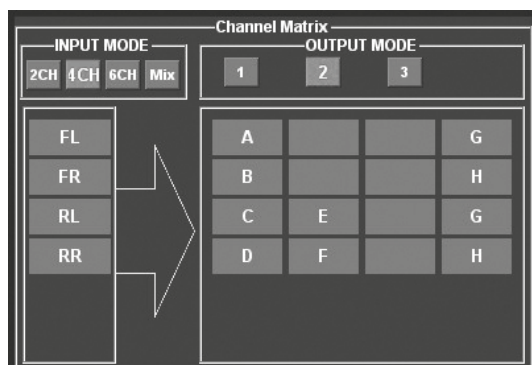 Channel Matrix
INPUT MODE
OUTPUT MODE
2CH 4CH 6CH Mix
1 2 3
FL
FR
RL
RR
A G
B H
C E G
D F H